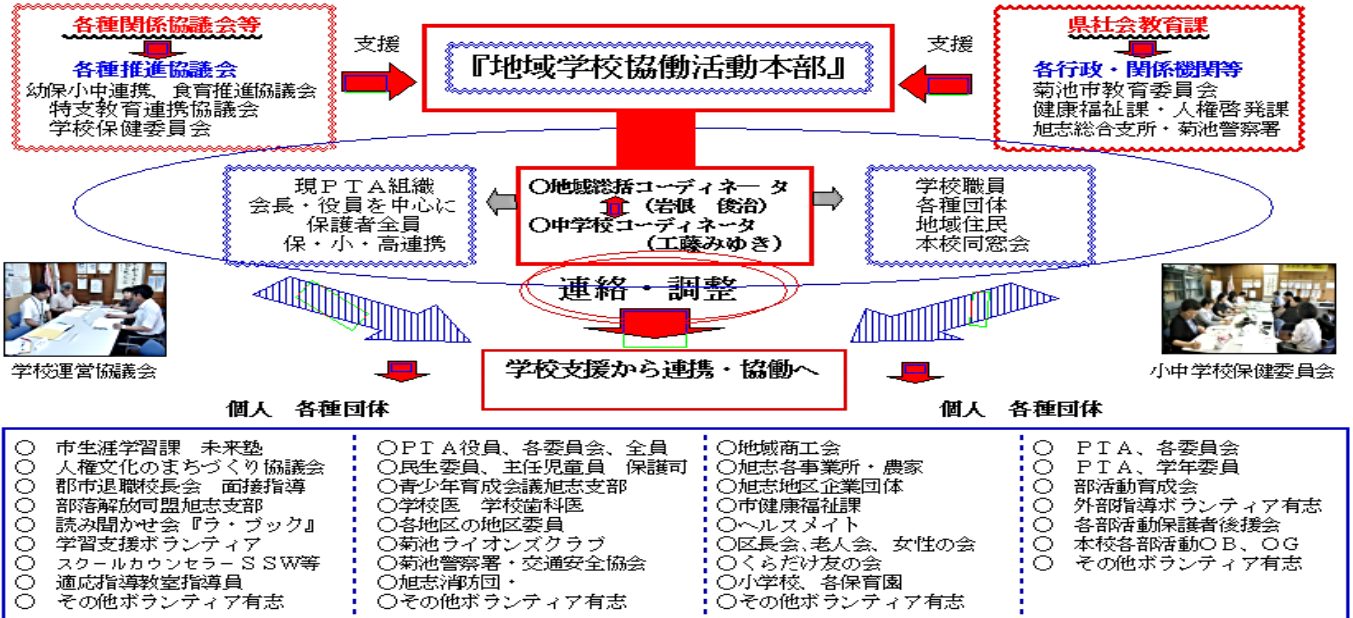 各種関係協議会等
各種推進協議会
幼保小中連携、食育推進協議会
特支教育連携協議会
学校保健委員会
支援
『地域学校協働活動本部』
支援
県社会教育課
各行政・関係機関等
菊池市教育委員会
健康福祉課・人権啓発課
旭志総合支所・菊池警察署
現ＰＴＡ組織
会長・役員を中心に
保護者全員
保・小・高連携
〇地域総括コーディネータ
（岩根　俊治）
〇中学校コーディネータ
（工藤みゆき）
学校職員
各種団体
地域住民
本校同窓会
連絡・調整
学校運営協議会
学校支援から連携・協働へ
小中学校保健委員会
個人　各種団体
個人　各種団体
〇　市生涯学習課　未来塾
〇　人権文化のまちづくり協議会
〇　郡市退職校長会　面接指導
〇　部落解放同盟旭志支部
〇　読み聞かせ会『ラ・ブック』
〇　学習支援ボランティア
〇　スクールカウンセラーＳＳＷ等
〇　適応指導教室指導員
〇　その他ボランティア有志
〇ＰＴＡ役員、各委員会、全員
〇民生委員、主任児童員　保護司
〇青少年育成会議旭志支部
〇学校医　学校歯科医
〇各地区の地区委員
〇菊池ライオンズクラブ
〇菊池警察署・交通安全協会
〇旭志消防団・
〇その他ボランティア有志
〇地域商工会
〇旭志各事業所・農家
〇旭志地区企業団体
〇市健康福祉課
〇ヘルスメイト
〇区長会、老人会、女性の会
〇くらだけ友の会
〇小学校、各保育園
〇その他ボランティア有志
〇　ＰＴＡ、各委員会
〇　ＰＴＡ、学年委員
〇　部活動育成会
〇　外部指導ボランティア有志
〇　各部活動保護者後援会
〇　本校各部活動ＯＢ、ＯＧ
〇　その他ボランティア有志